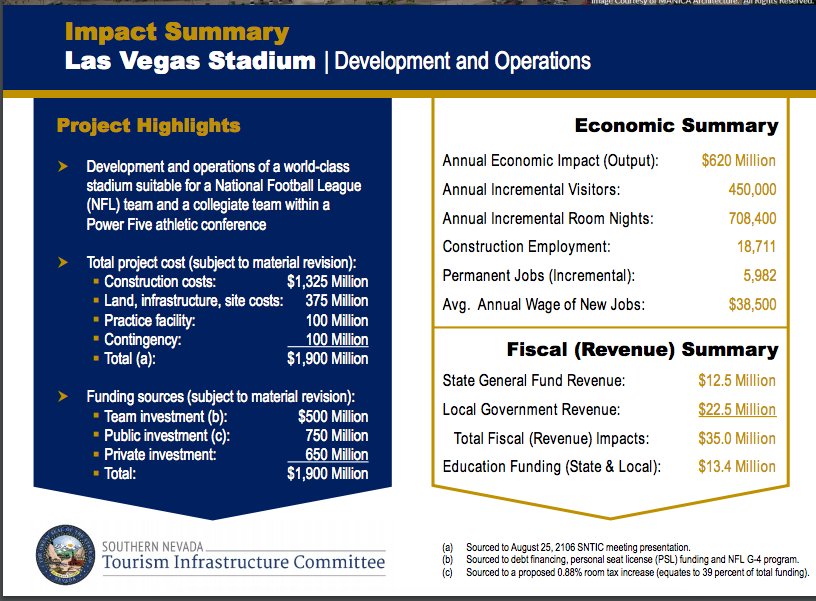 Image Courtesy of MANICA Architecture. All Rights Reserved.
Impact Summary
Las Vegas Stadium | Development and Operations
Project Highlights
➤ Development and operations of a world-class
stadium suitable for a National Football League
(NFL) team and a collegiate team within a
Power Five athletic conference
➤ Total project cost (subject to material revision):
▪ Construction costs: $1,325 Million
▪ Land, infrastructure, site costs: 375 Million
▪ Practice facility: 100 Million
▪ Contingency: 100 Million
▪ Total (a): $1,900 Million
➤ Funding sources (subject to material revision):
▪ Team investment (b): $500 Million
▪ Public investment (c): 750 Million
▪ Private investment: 650 Million
▪ Total: $1,900 Million
Economic Summary
Annual Economic Impact (Output): $620 Million
Annual Incremental Visitors: 450,000
Annual Incremental Room Nights: 708,400
Construction Employment: 18,711
Permanent Jobs (Incremental): 5,982
Avg. Annual Wage of New Jobs: $38,500
Fiscal (Revenue) Summary
State General Fund Revenue: $12.5 Million
Local Government Revenue: $22.5 Million
Total Fiscal (Revenue) Impacts: $35.0 Million
Education Funding (State & Local): $13.4 Million
SOUTHERN NEVADA
Tourism Infrastructure Committee
(a) Sourced to August 25, 2106 SNTIC meeting presentation.
(b) Sourced to debt financing, personal seat license (PSL) funding and NFL G-4 program.
(c) Sourced to a proposed 0.88% room tax increase (equates to 39 percent of total funding).